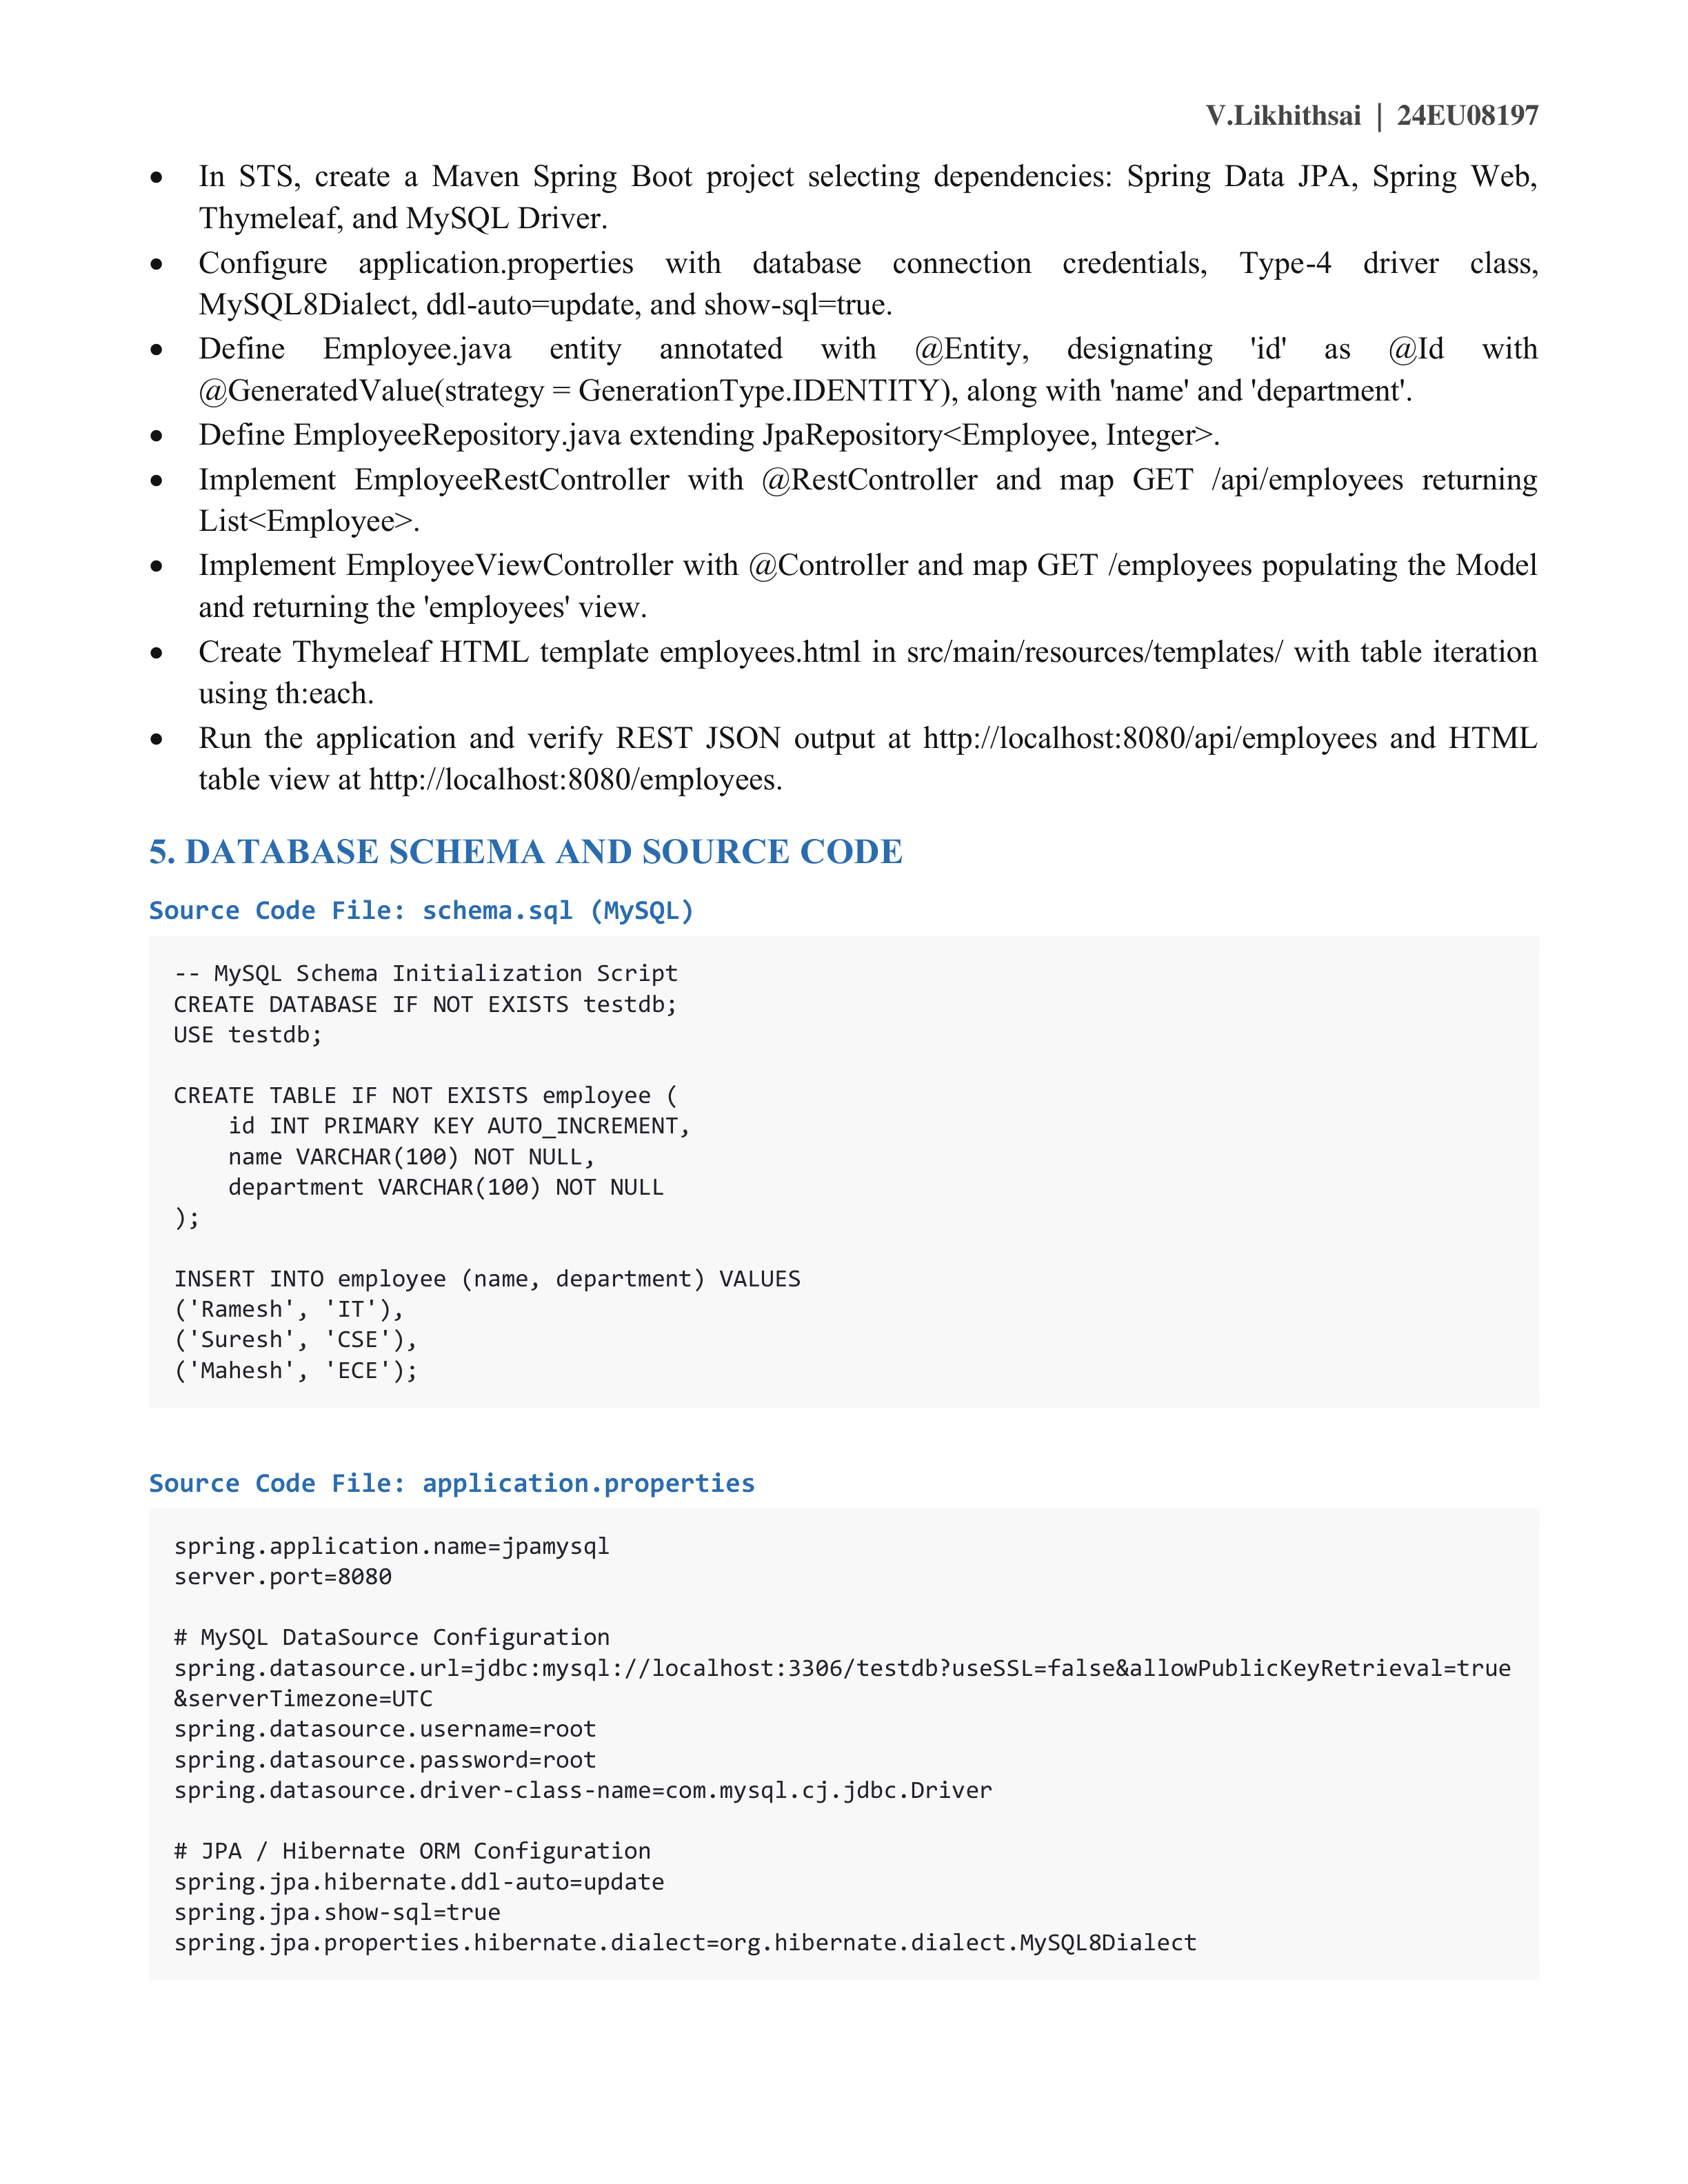 V.Likhithsai | 24EU08197
• In STS, create a Maven Spring Boot project selecting dependencies: Spring Data JPA, Spring Web,
Thymeleaf, and MySQL Driver.
• Configure application.properties with database connection credentials, Type-4 driver class,
MySQL8Dialect, ddl-auto=update, and show-sql=true.
• Define Employee.java entity annotated with @Entity, designating 'id' as @Id with
@GeneratedValue(strategy = GenerationType.IDENTITY), along with 'name' and 'department'.
• Define EmployeeRepository.java extending JpaRepository<Employee, Integer>.
• Implement EmployeeRestController with @RestController and map GET /api/employees returning
List<Employee>.
• Implement EmployeeViewController with @Controller and map GET /employees populating the Model
and returning the 'employees' view.
• Create Thymeleaf HTML template employees.html in src/main/resources/templates/ with table iteration
using th:each.
• Run the application and verify REST JSON output at http://localhost:8080/api/employees and HTML
table view at http://localhost:8080/employees.
5. DATABASE SCHEMA AND SOURCE CODE
Source Code File: schema.sql (MySQL)
-- MySQL Schema Initialization Script
CREATE DATABASE IF NOT EXISTS testdb;
USE testdb;
CREATE TABLE IF NOT EXISTS employee (
    id INT PRIMARY KEY AUTO_INCREMENT,
    name VARCHAR(100) NOT NULL,
    department VARCHAR(100) NOT NULL
);
INSERT INTO employee (name, department) VALUES
('Ramesh', 'IT'),
('Suresh', 'CSE'),
('Mahesh', 'ECE');
Source Code File: application.properties
spring.application.name=jpamysql
server.port=8080
# MySQL DataSource Configuration
spring.datasource.url=jdbc:mysql://localhost:3306/testdb?useSSL=false&allowPublicKeyRetrieval=true
&serverTimezone=UTC
spring.datasource.username=root
spring.datasource.password=root
spring.datasource.driver-class-name=com.mysql.cj.jdbc.Driver
# JPA / Hibernate ORM Configuration
spring.jpa.hibernate.ddl-auto=update
spring.jpa.show-sql=true
spring.jpa.properties.hibernate.dialect=org.hibernate.dialect.MySQL8Dialect